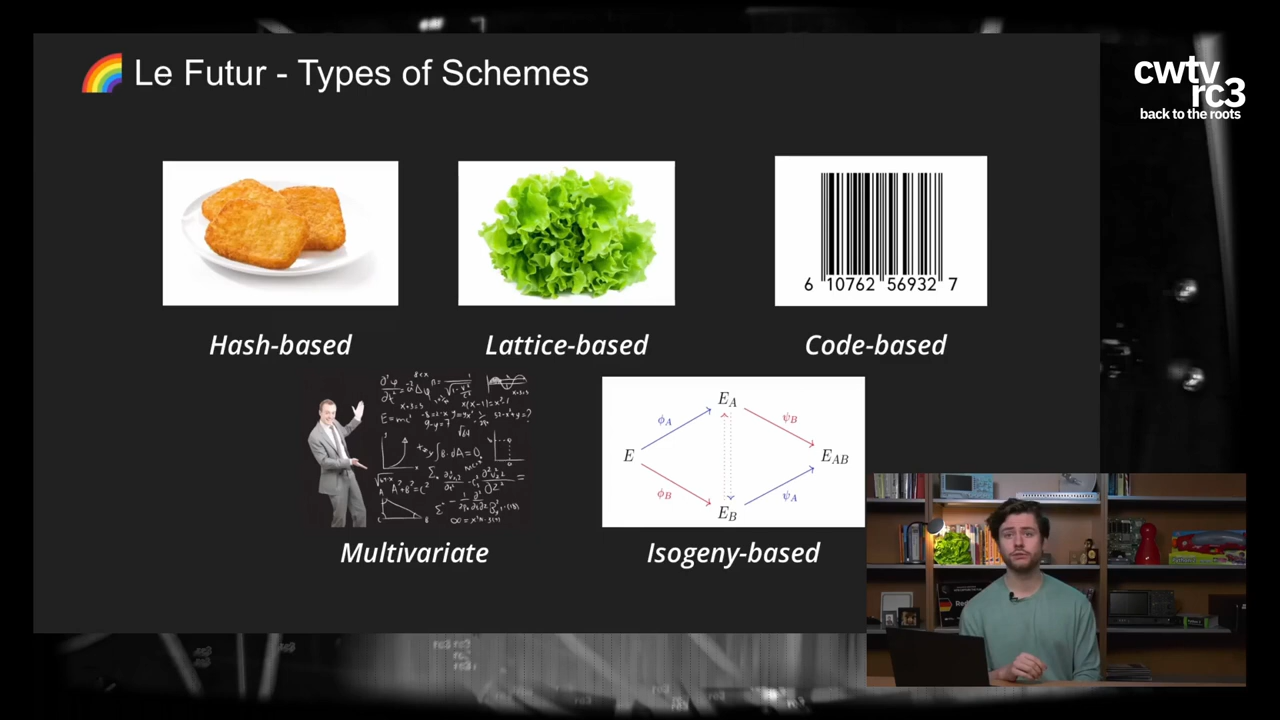 Le Futur - Types of Schemes
cwtv
rc3
back to the roots
6 10762 56932 7
Hash-based
Lattice-based
Code-based
E_A
ϕ_A
ψ_B
E
E_AB
ϕ_B
ψ_A
E_B
Multivariate
Isogeny-based